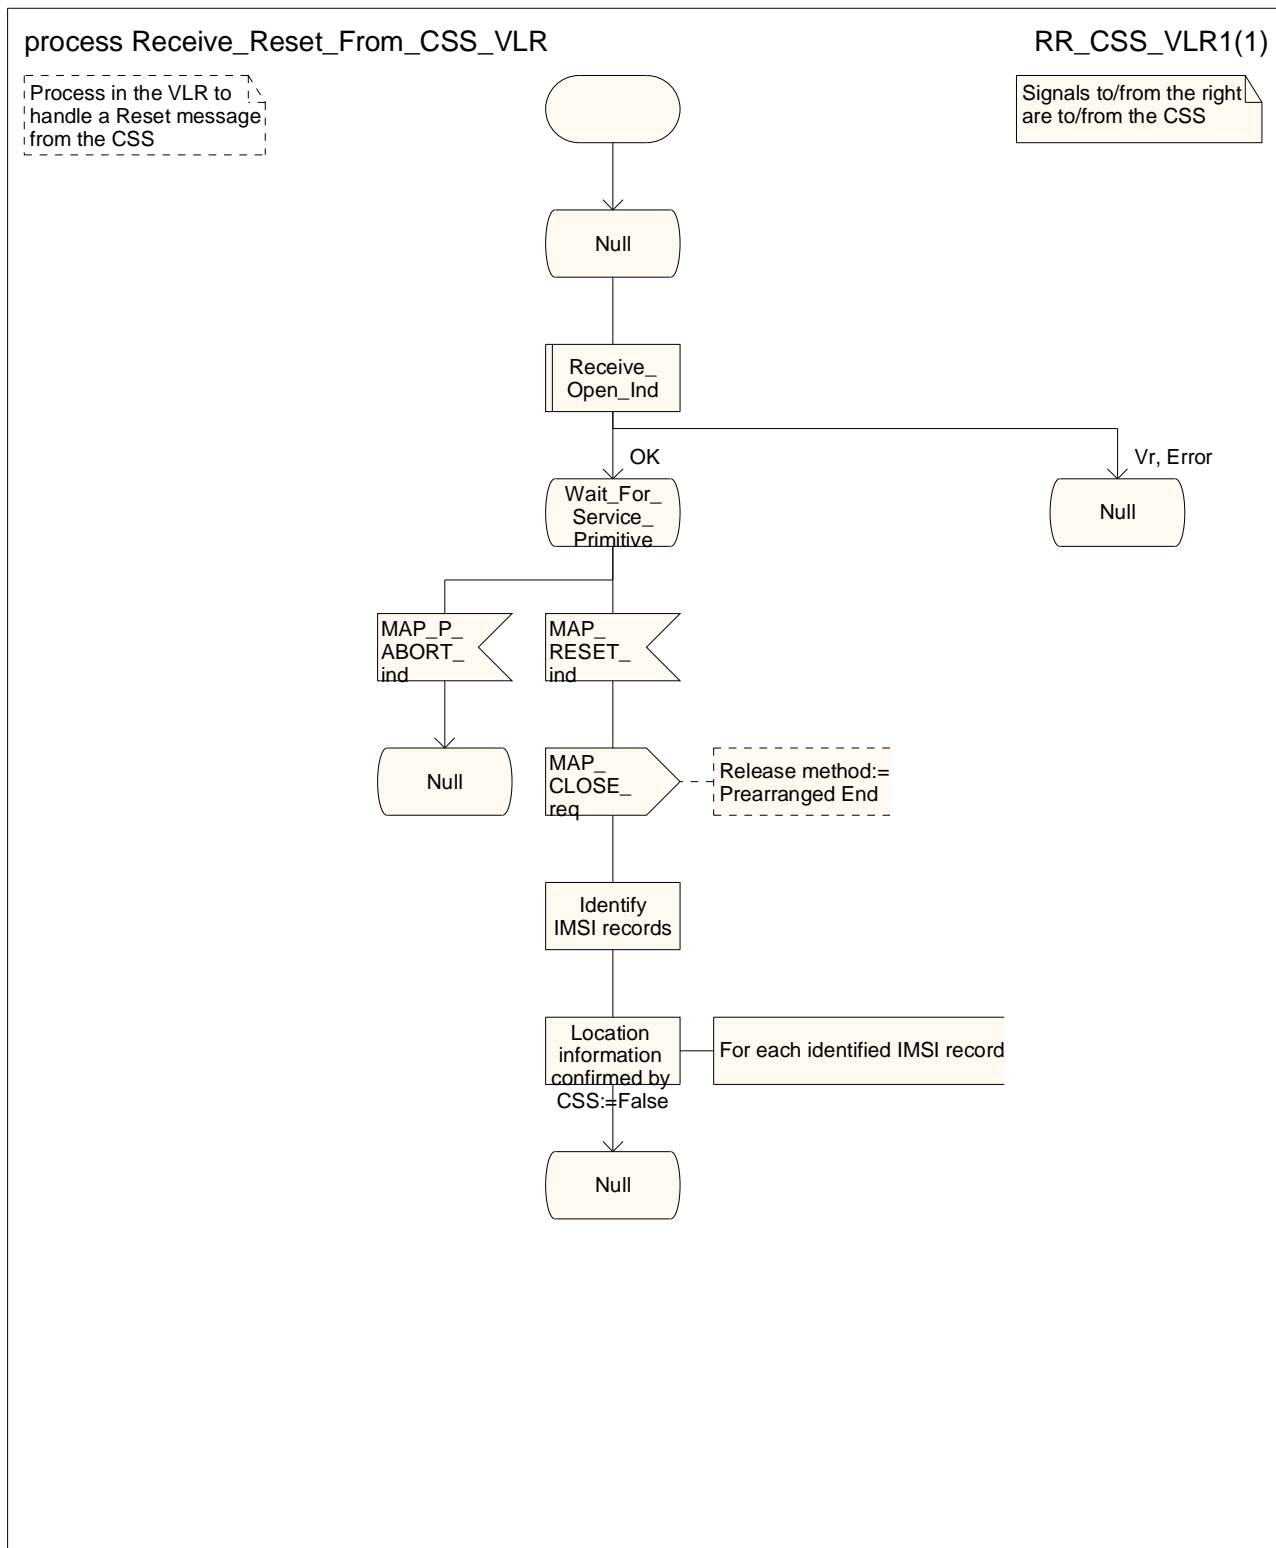 process Receive_Reset_From_CSS_VLR
RR_CSS_VLR1(1)
Process in the VLR to
handle a Reset message
from the CSS
Signals to/from the right
are to/from the CSS
Null
Receive_
Open_Ind
OK
Vr, Error
Wait_For_
Service_
Primitive
Null
MAP_P_
ABORT_
ind
MAP_
RESET_
ind
Null
MAP_
CLOSE_
req
Release method:=
Prearranged End
Identify
IMSI records
Location
information
confirmed by
CSS:=False
For each identified IMSI record
Null